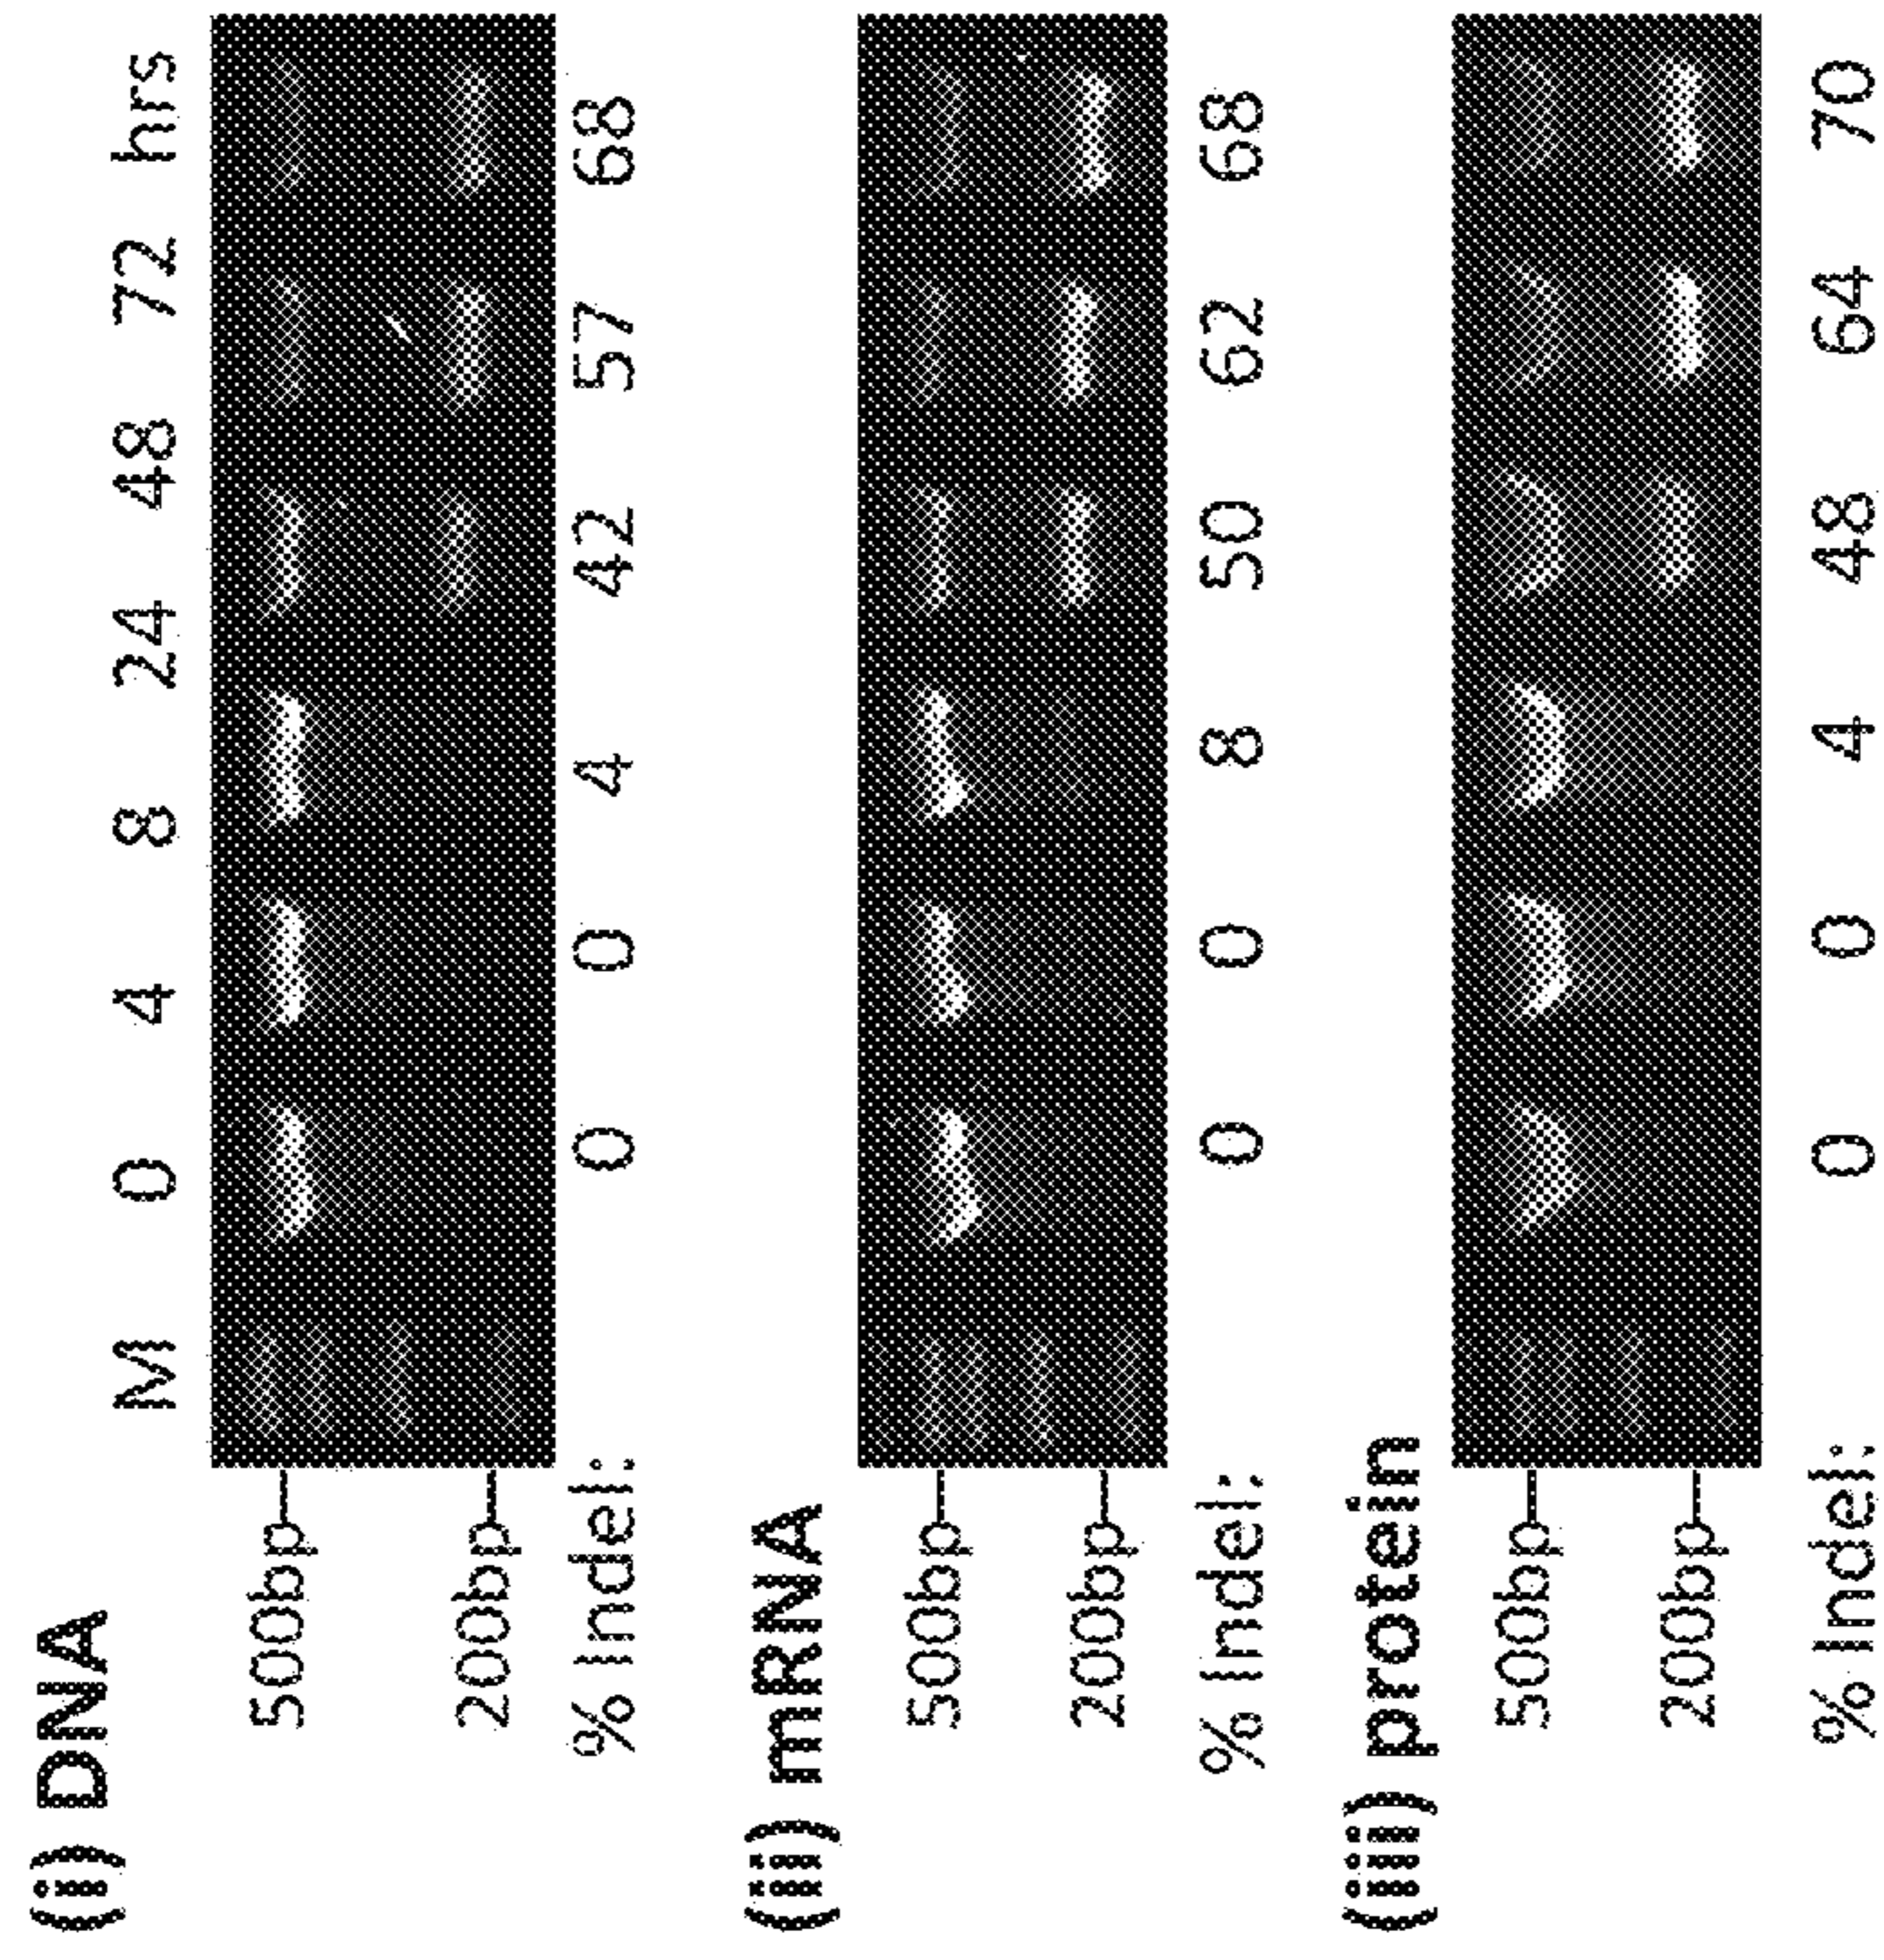 (i) DNA
M 0 4 8 24 48 72 hrs
500bp
200bp
% Indel: 0 0 4 42 57 68
(ii) mRNA
500bp
200bp
% Indel: 0 0 8 50 62 68
(iii) protein
500bp
200bp
% Indel: 0 0 4 48 64 70